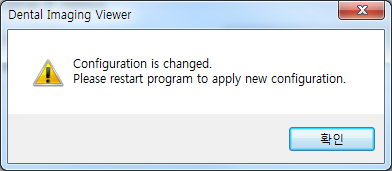 Dental Imaging Viewer
Configuration is changed.
Please restart program to apply new configuration.
확인